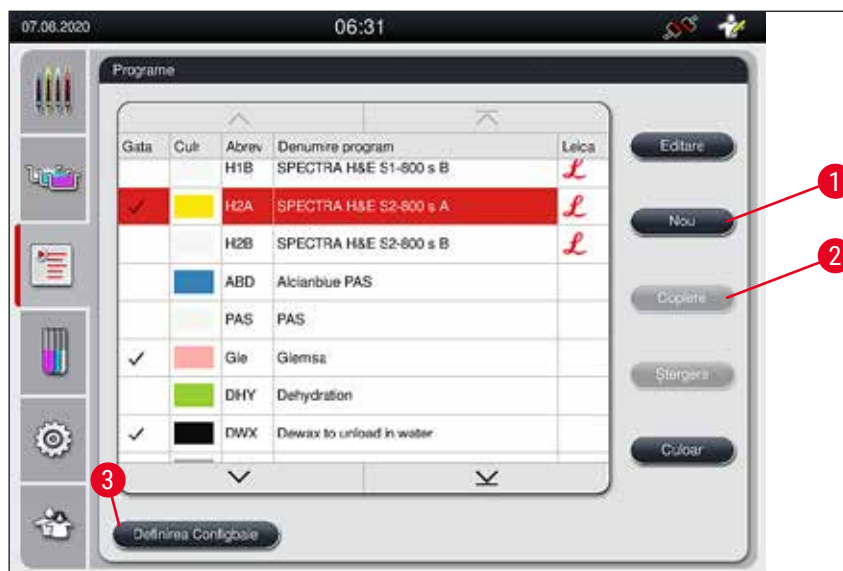 07.08.2020 06:31
Programe
Gata Culr Abrev Denumire program Leica
H1B SPECTRA H&E S1-600 s B
H2A SPECTRA H&E S2-600 s A
H2B SPECTRA H&E S2-600 s B
ABD Alcianblue PAS
PAS PAS
Gie Giemsa
DHY Dehydration
DWX Dewax to unload in water
Editare
Nou
1
Copiere
2
Ștergere
Culoar
3
Definirea Configbaie